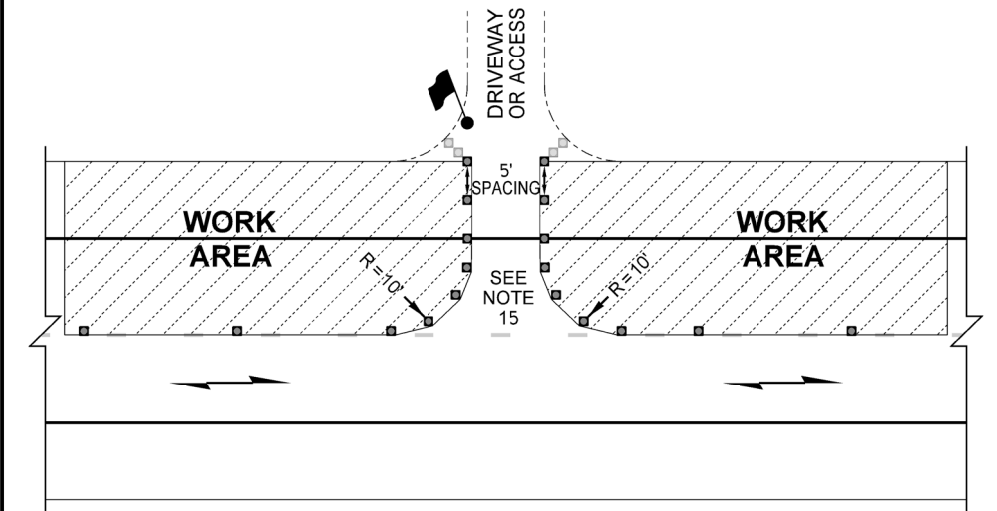 DRIVEWAY
OR ACCESS
5'
SPACING
WORK
AREA
WORK
AREA
R=10'
SEE
NOTE
15
R=10'